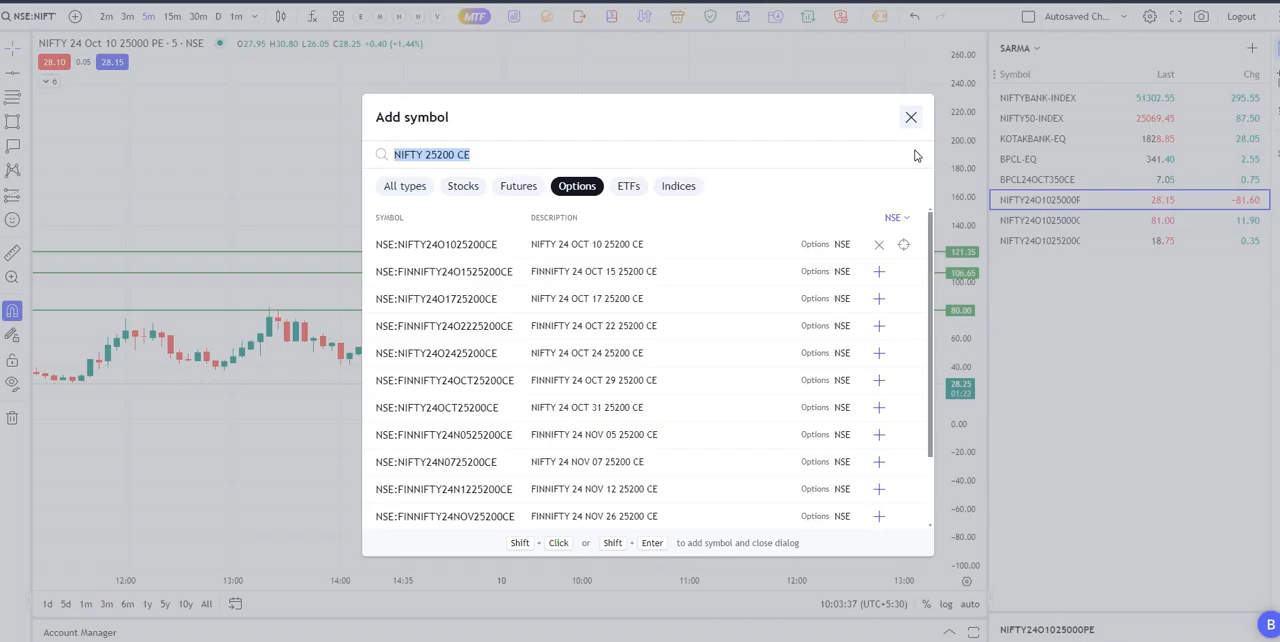 NSE:NIFT'
2m 3m 5m 15m 30m D 1m
E M H H V
MTF
Autosaved Ch...
Logout
NIFTY 24 Oct 10 25000 PE · 5 · NSE
O27.95 H30.80 L26.05 C28.25 +0.40 (+1.44%)
28.10 0.05 28.15
6
260.00
240.00
220.00
200.00
180.00
160.00
140.00
121.35
106.65
100.00
80.00
60.00
40.00
28.25
01:22
0.00
-20.00
-40.00
-60.00
-80.00
-100.00
Add symbol
NIFTY 25200 CE
All types Stocks Futures Options ETFs Indices
SYMBOL DESCRIPTION NSE
NSE:NIFTY24O1025200CE NIFTY 24 OCT 10 25200 CE Options NSE
NSE:FINNIFTY24O1525200CE FINNIFTY 24 OCT 15 25200 CE Options NSE
NSE:NIFTY24O1725200CE NIFTY 24 OCT 17 25200 CE Options NSE
NSE:FINNIFTY24O2225200CE FINNIFTY 24 OCT 22 25200 CE Options NSE
NSE:NIFTY24O2425200CE NIFTY 24 OCT 24 25200 CE Options NSE
NSE:FINNIFTY24OCT25200CE FINNIFTY 24 OCT 29 25200 CE Options NSE
NSE:NIFTY24OCT25200CE NIFTY 24 OCT 31 25200 CE Options NSE
NSE:FINNIFTY24N0525200CE FINNIFTY 24 NOV 05 25200 CE Options NSE
NSE:NIFTY24N0725200CE NIFTY 24 NOV 07 25200 CE Options NSE
NSE:FINNIFTY24N1225200CE FINNIFTY 24 NOV 12 25200 CE Options NSE
NSE:FINNIFTY24NOV25200CE FINNIFTY 24 NOV 26 25200 CE Options NSE
Shift + Click or Shift + Enter to add symbol and close dialog
SARMA
Symbol Last Chg
NIFTYBANK-INDEX 51302.55 295.55
NIFTY50-INDEX 25069.45 87.50
KOTAKBANK-EQ 1828.85 28.05
BPCL-EQ 341.40 2.55
BPCL24OCT350CE 7.05 0.75
NIFTY24O1025000P 28.15 -81.60
NIFTY24O1025000C 81.00 11.90
NIFTY24O1025200C 18.75 0.35
12:00 13:00 14:00 14:35 10 10:00 11:00 12:00 13:00
1d 5d 1m 3m 6m 1y 5y 10y All
10:03:37 (UTC+5:30) % log auto
Account Manager
NIFTY24O1025000PE
B